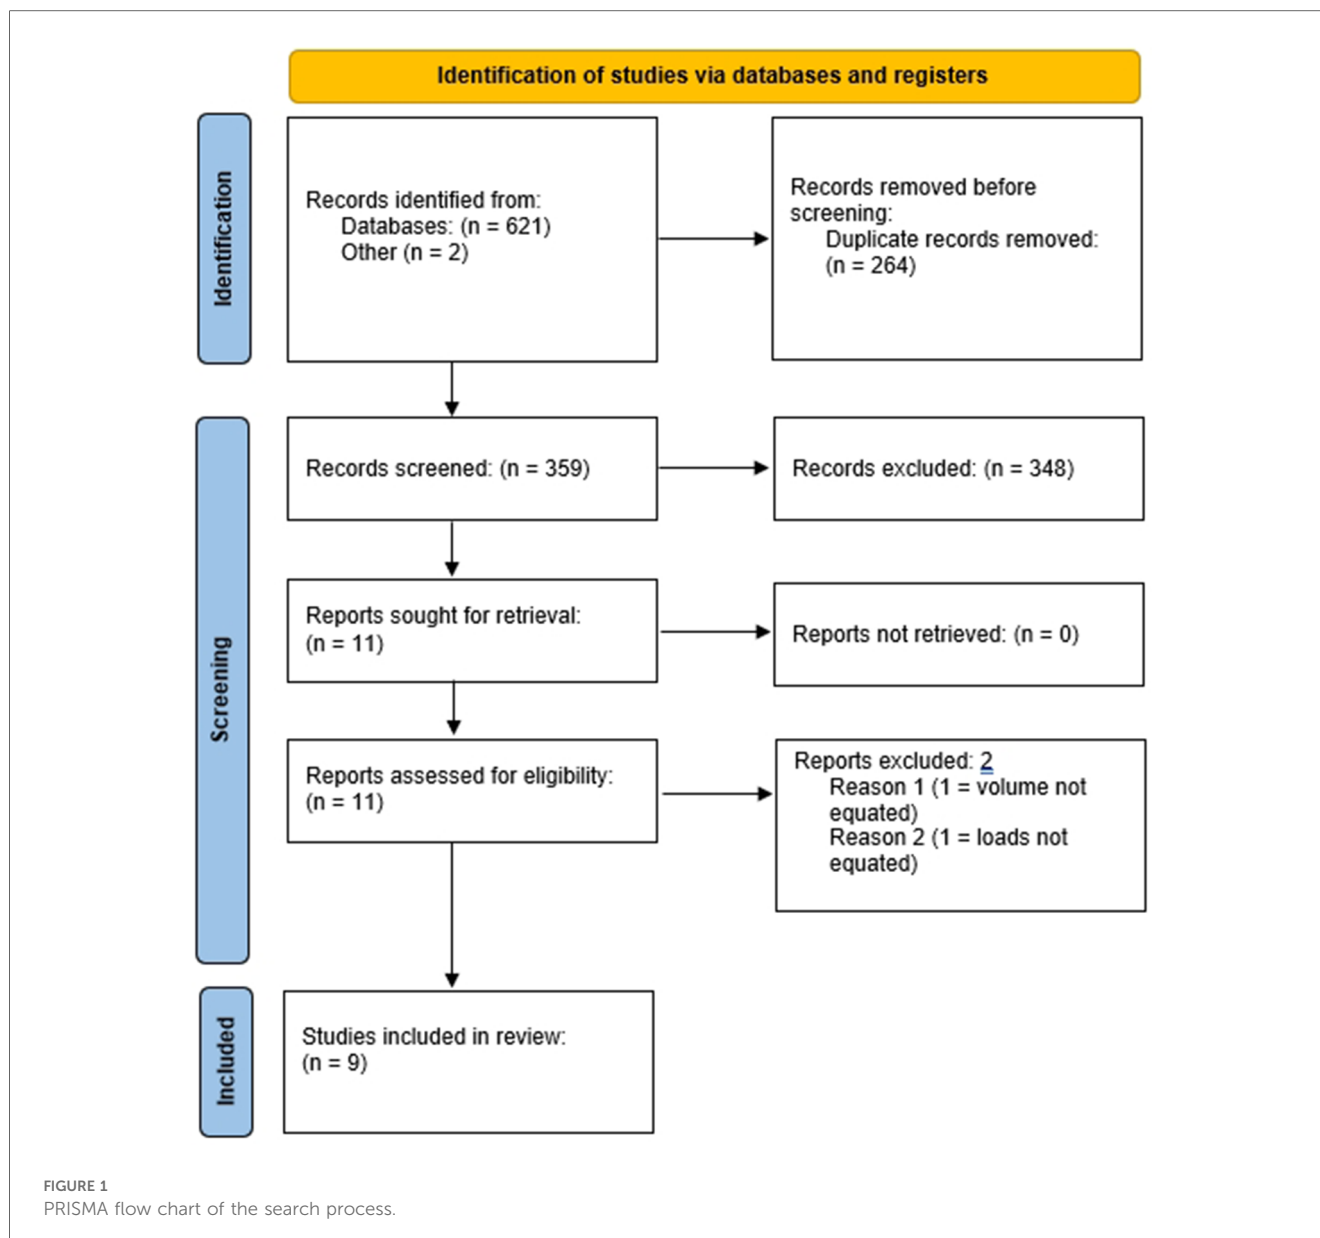 Identification of studies via databases and registers
Identification
Records identified from:
Databases: (n = 621)
Other (n = 2)
Records removed before
screening:
Duplicate records removed:
(n = 264)
Screening
Records screened: (n = 359)
Records excluded: (n = 348)
Reports sought for retrieval:
(n = 11)
Reports not retrieved: (n = 0)
Reports assessed for eligibility:
(n = 11)
Reports excluded: 2
Reason 1 (1 = volume not
equated)
Reason 2 (1 = loads not
equated)
Included
Studies included in review:
(n = 9)
FIGURE 1
PRISMA flow chart of the search process.